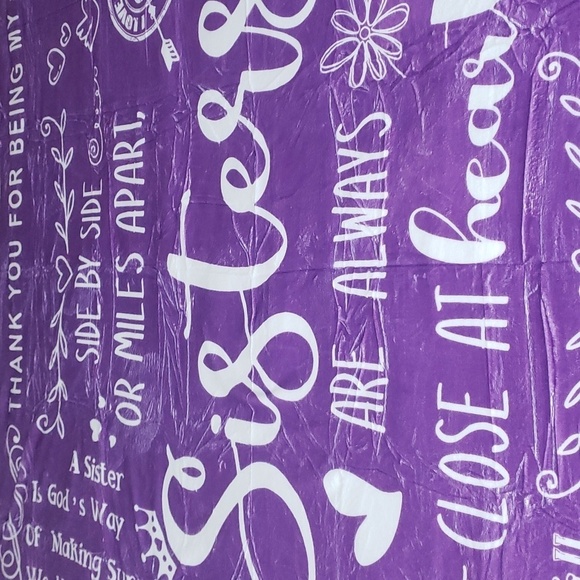 THANK YOU FOR BEING MY
I LOVE
SIDE BY SIDE
OR MILES APART,
Sisters
ARE ALWAYS
CLOSE AT heart
A Sister
Is God's Way
Of Making Sure